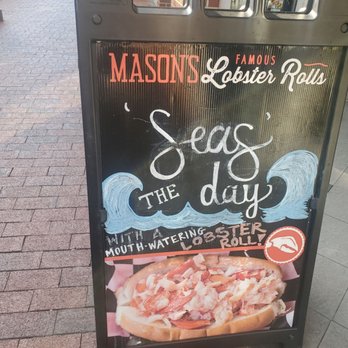 MASON'S FAMOUS Lobster Rolls
'Seas'
THE day
WITH A
MOUTH-WATERING LOBSTER
ROLL!